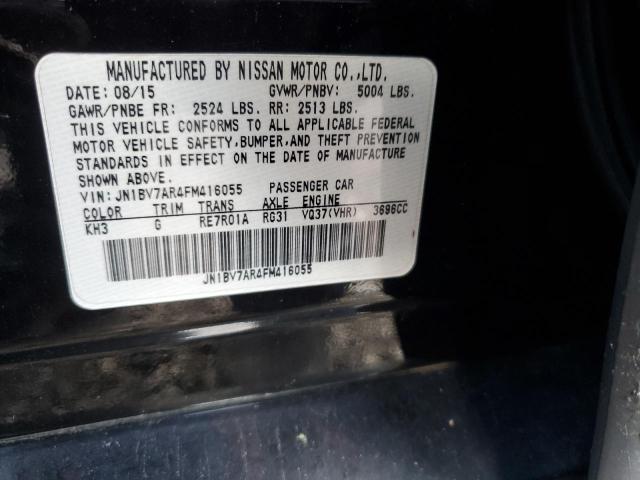 MANUFACTURED BY NISSAN MOTOR CO.,LTD.
DATE: 08/15 GVWR/PNBV: 5004 LBS.
GAWR/PNBE FR: 2524 LBS. RR: 2513 LBS.
THIS VEHICLE CONFORMS TO ALL APPLICABLE FEDERAL
MOTOR VEHICLE SAFETY,BUMPER,AND THEFT PREVENTION
STANDARDS IN EFFECT ON THE DATE OF MANUFACTURE
SHOWN ABOVE.
VIN: JN1BV7AR4FM416055 PASSENGER CAR
COLOR TRIM TRANS AXLE ENGINE
KH3 G RE7R01A RG31 VQ37(VHR) 3696CC
JN1BV7AR4FM416055